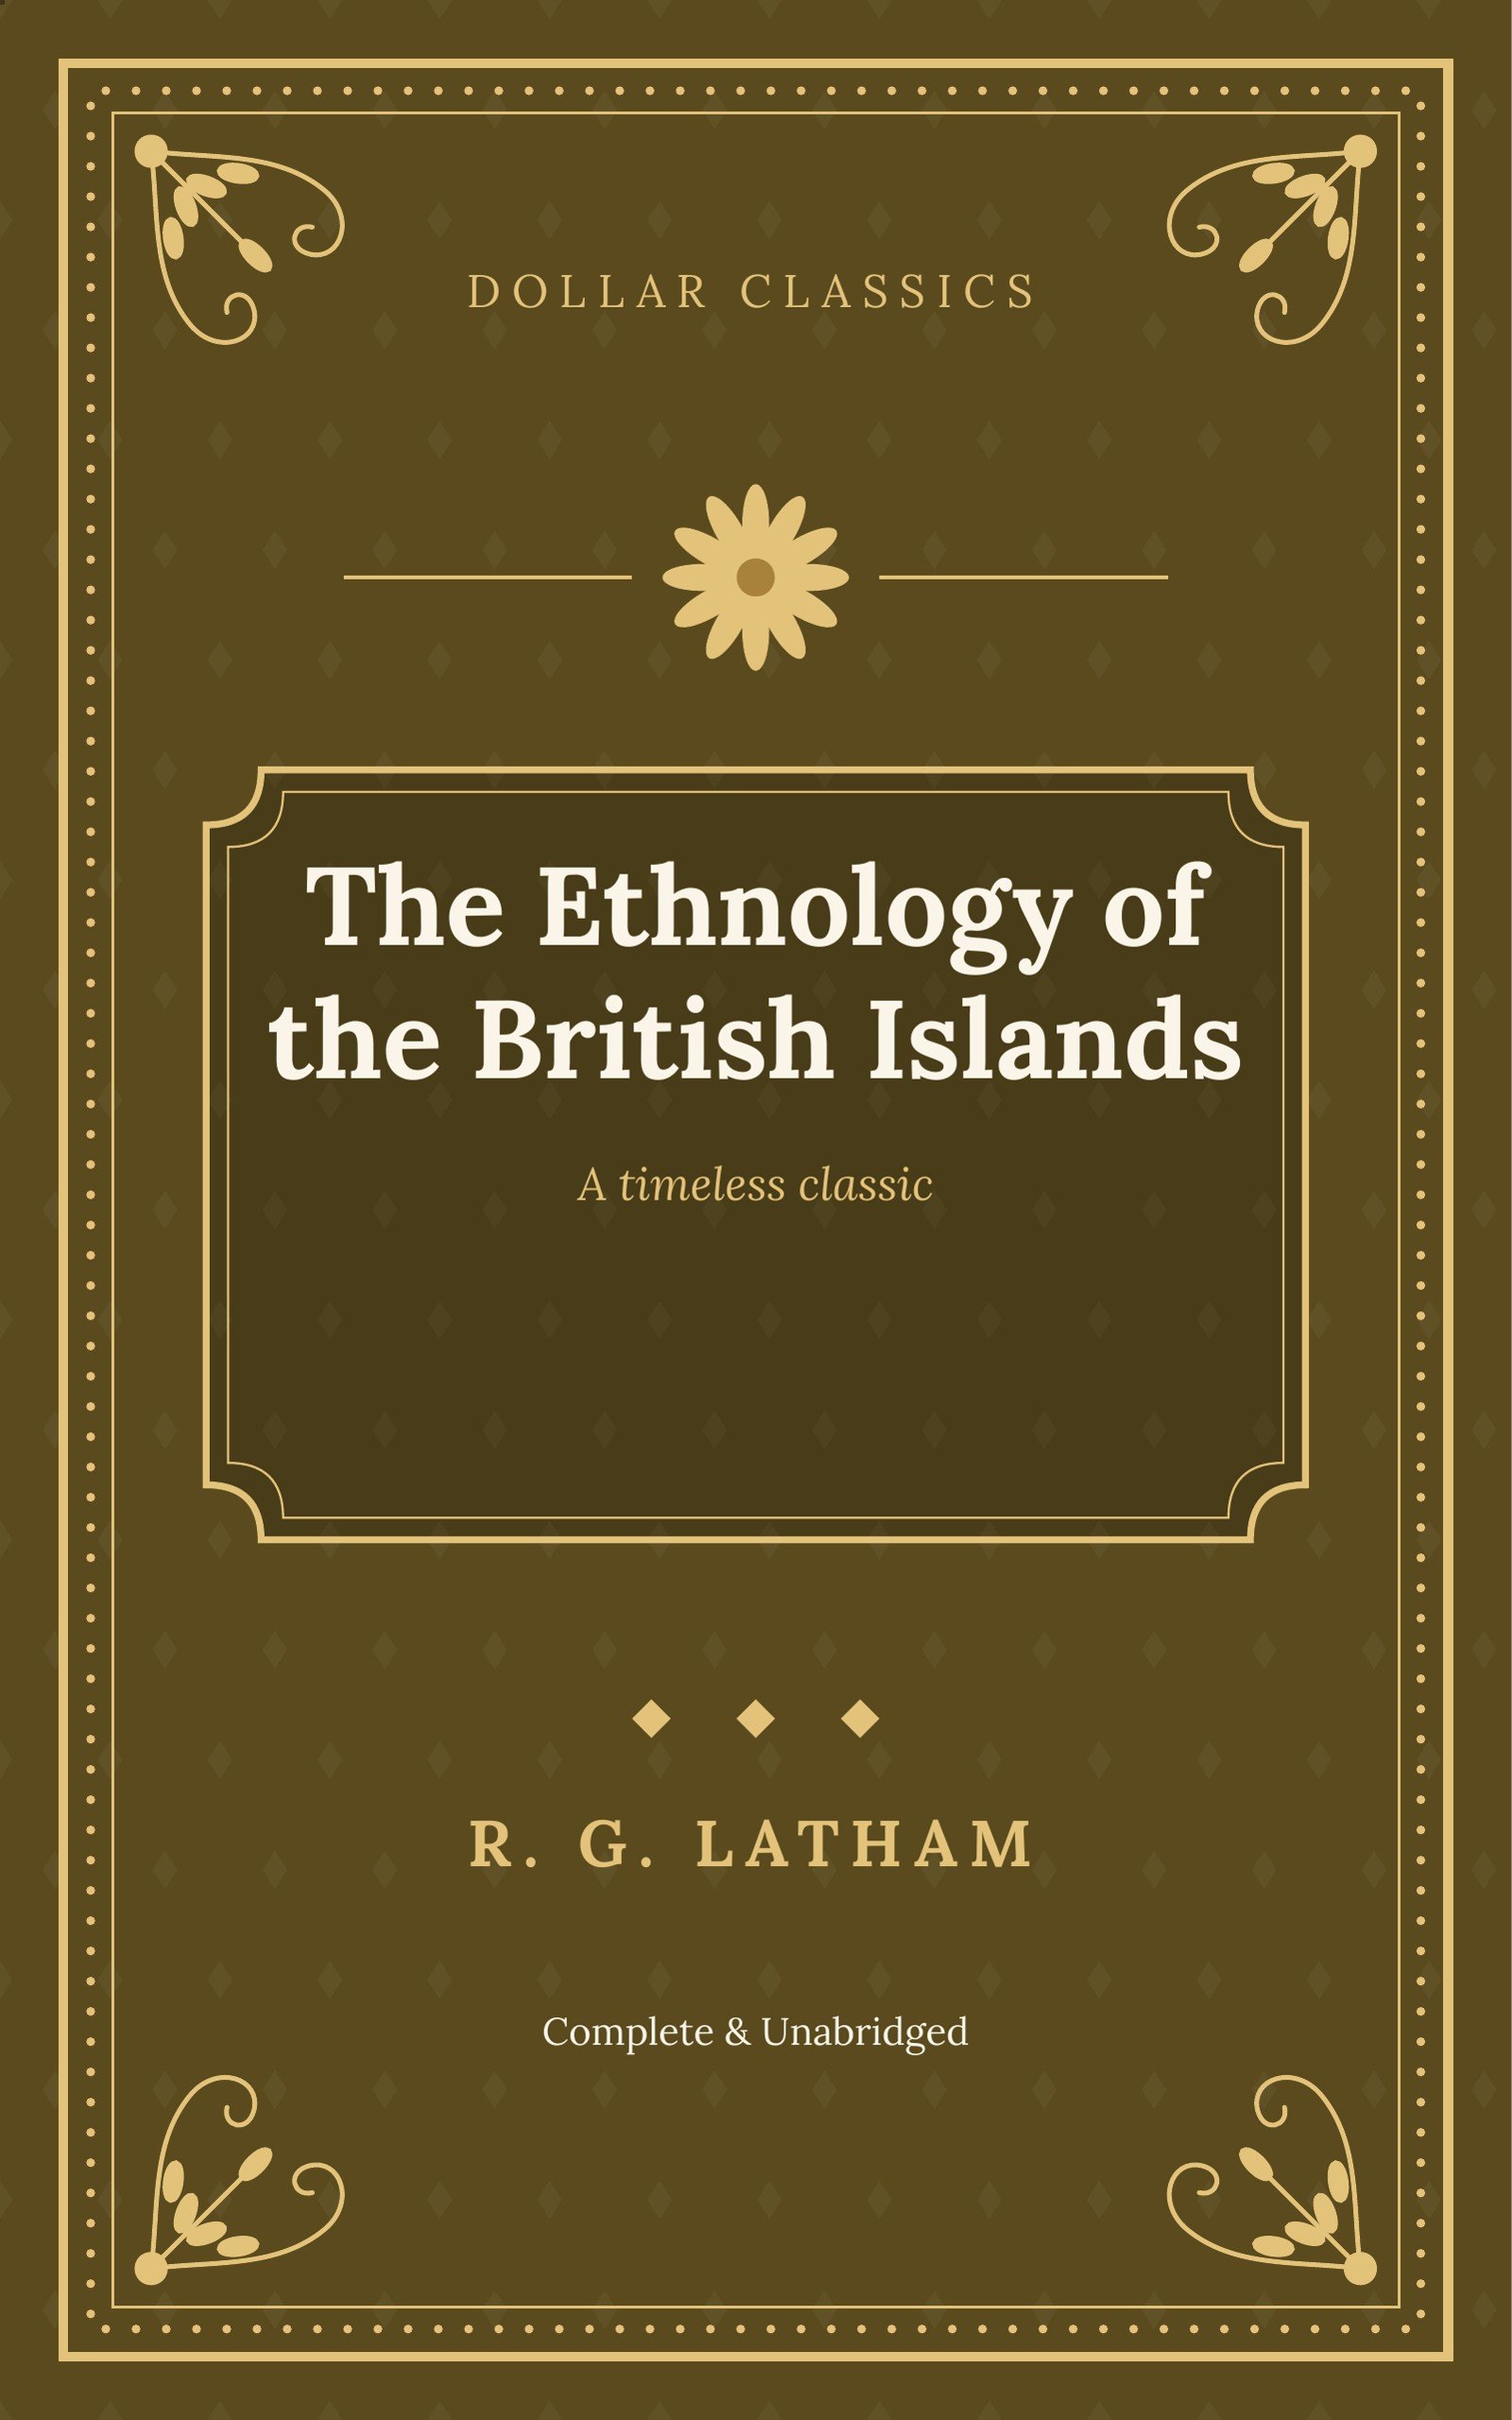 DOLLAR CLASSICS
The Ethnology of
the British Islands
A timeless classic
R. G. LATHAM
Complete & Unabridged